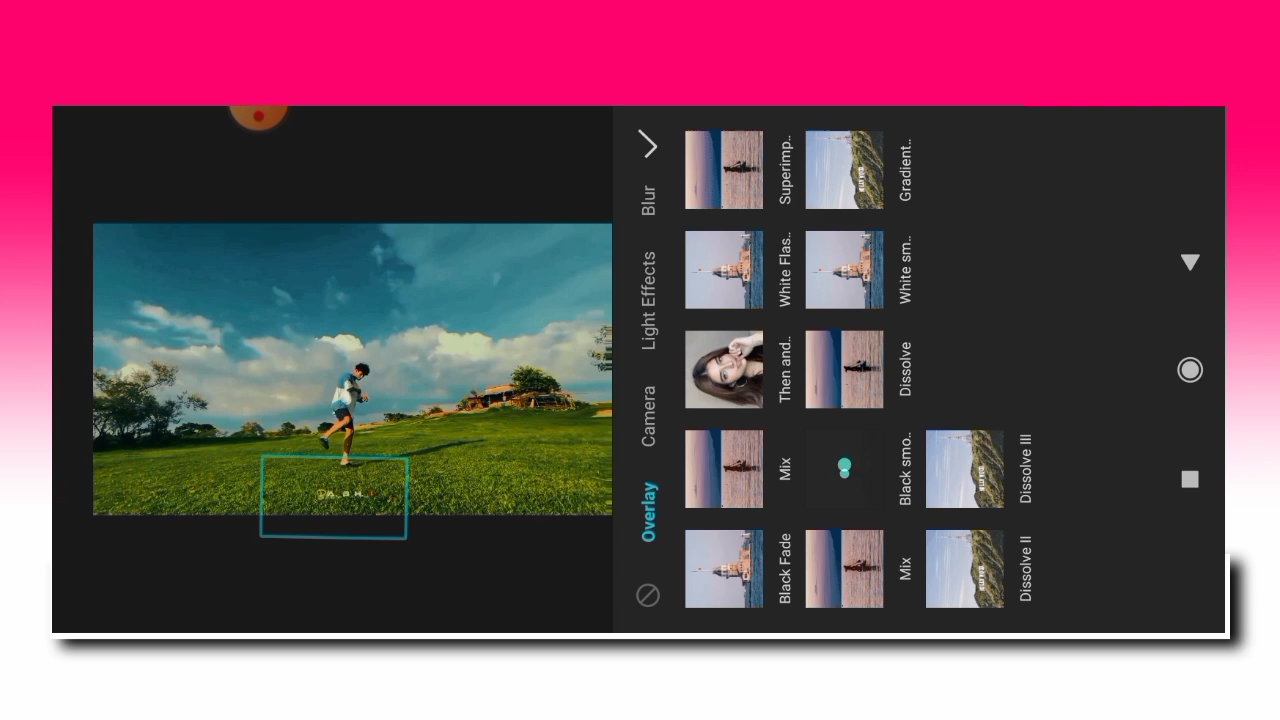 Overlay
Camera
Light Effects
Blur
Black Fade
Mix
Then and..
White Flas..
Superimp..
Mix
Black smo..
Dissolve
White sm..
Gradient..
Dissolve II
Dissolve III